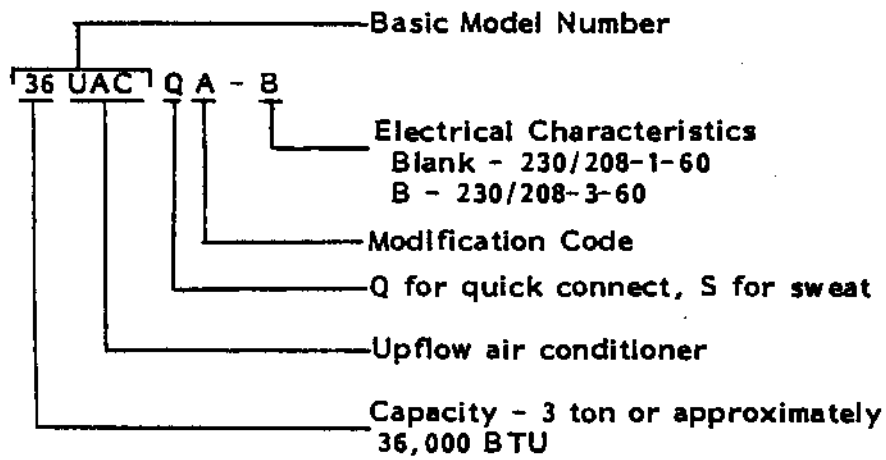 Basic Model Number
36 UAC Q A - B
Electrical Characteristics
Blank - 230/208-1-60
B - 230/208-3-60
Modification Code
Q for quick connect, S for sweat
Upflow air conditioner
Capacity - 3 ton or approximately
36,000 BTU